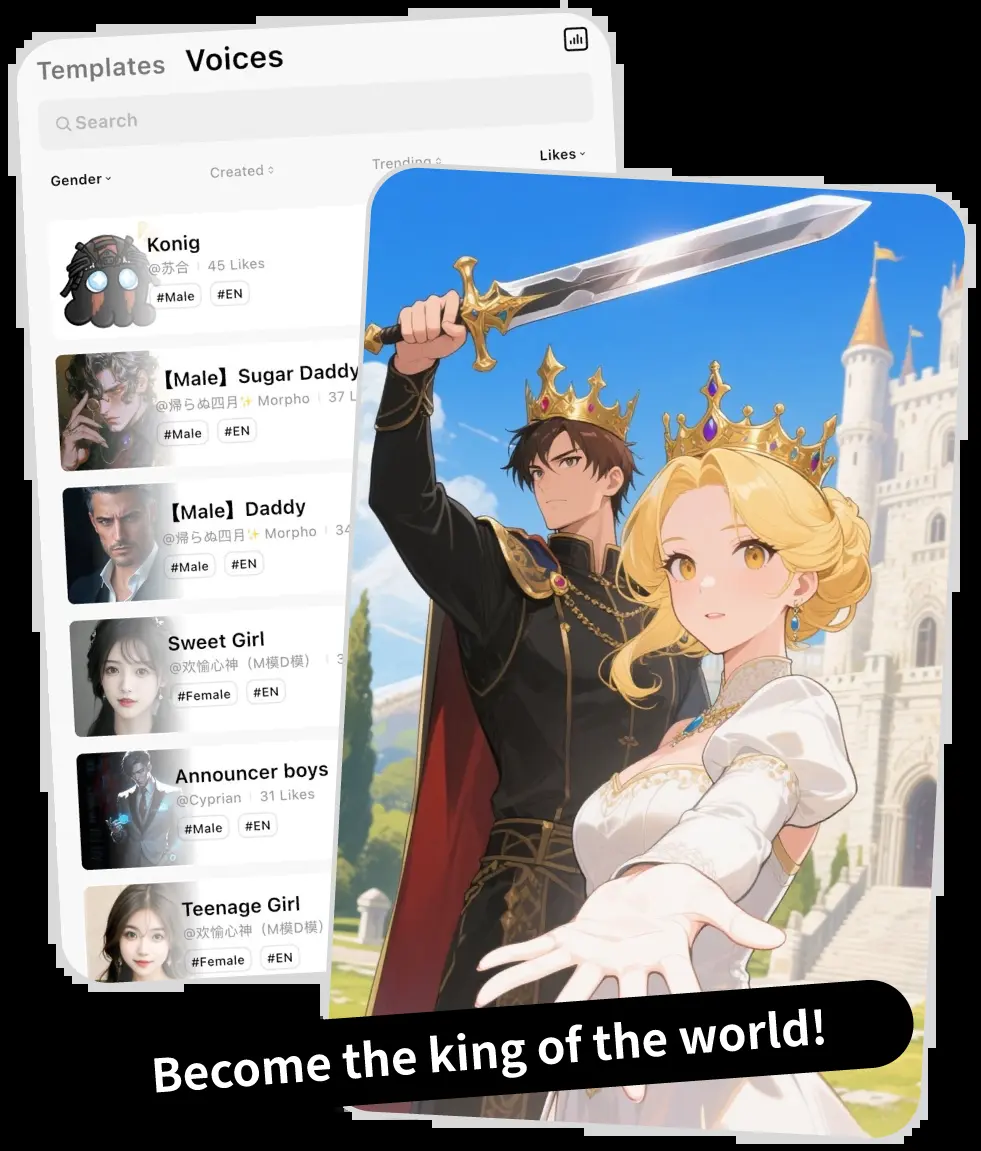 Templates Voices
Search
Gender Created Trending Likes
Konig
@苏合 45 Likes
#Male #EN
【Male】Sugar Daddy
@帰らぬ四月✨ Morpho 37 L
#Male #EN
【Male】Daddy
@帰らぬ四月✨ Morpho 34
#Male #EN
Sweet Girl
@欢愉心神（M模D模） 3
#Female #EN
Announcer boys
@Cyprian 31 Likes
#Male #EN
Teenage Girl
@欢愉心神（M模D模）
#Female #EN
Become the king of the world!